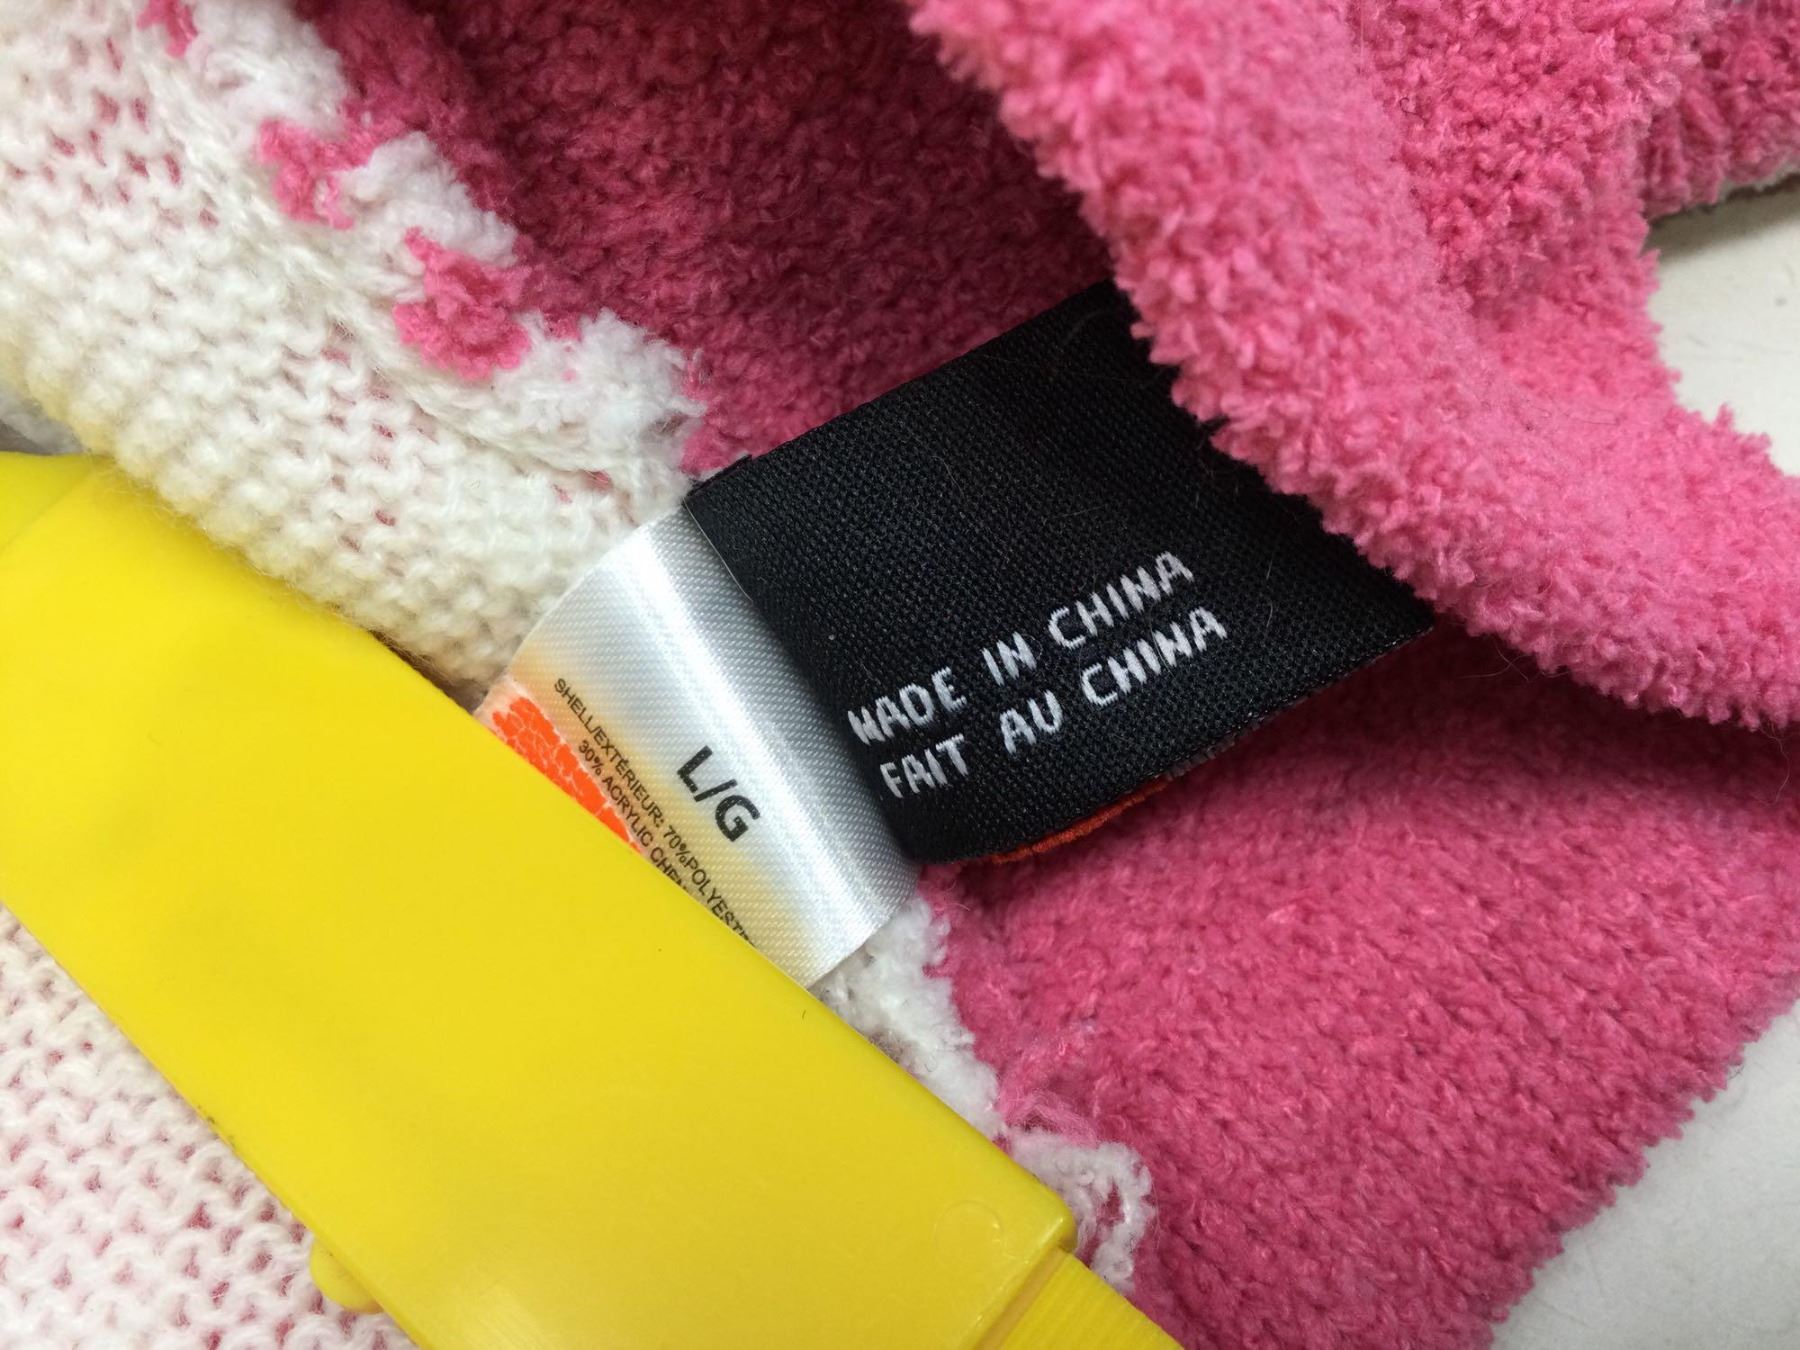 MADE IN CHINA
FAIT AU CHINA
L/G
SHELL/EXTÉRIEUR: 70%POLYEST
30% ACRYLIC